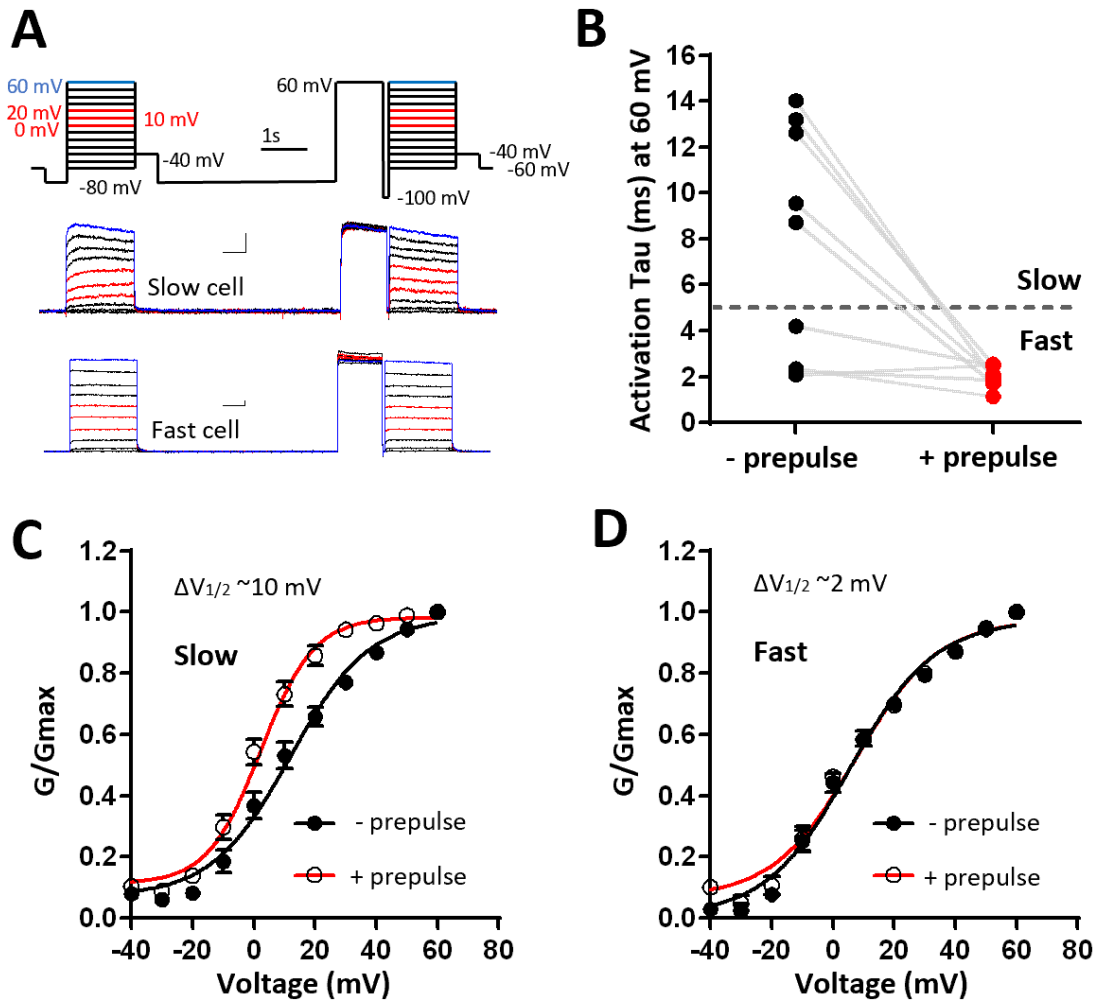 A
60 mV
20 mV
0 mV
10 mV
1s
60 mV
-40 mV
-80 mV
-40 mV
-60 mV
-100 mV
Slow cell
Fast cell
B
Activation Tau (ms) at 60 mV
16
14
12
10
8
6
4
2
0
Slow
Fast
- prepulse
+ prepulse
C
G/Gmax
1.2
1.0
0.8
0.6
0.4
0.2
0.0
ΔV1/2 ~10 mV
Slow
- prepulse
+ prepulse
-40 -20 0 20 40 60 80
Voltage (mV)
D
G/Gmax
1.2
1.0
0.8
0.6
0.4
0.2
0.0
ΔV1/2 ~2 mV
Fast
- prepulse
+ prepulse
-40 -20 0 20 40 60 80
Voltage (mV)